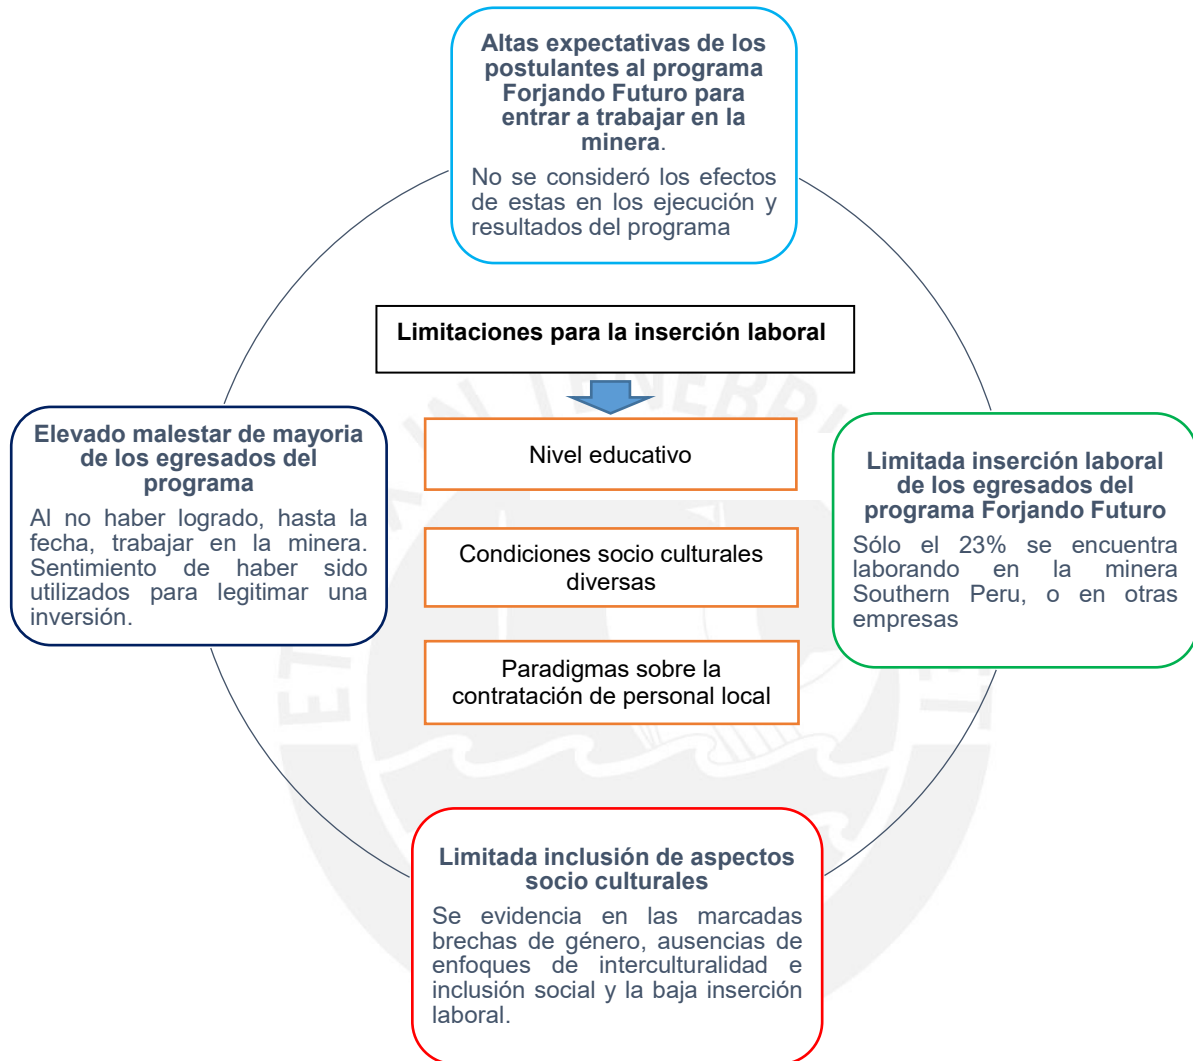 Altas expectativas de los
postulantes al programa
Forjando Futuro para
entrar a trabajar en la
minera.
No se consideró los efectos
de estas en los ejecución y
resultados del programa
Limitaciones para la inserción laboral
Nivel educativo
Condiciones socio culturales
diversas
Paradigmas sobre la
contratación de personal local
Elevado malestar de mayoria
de los egresados del
programa
Al no haber logrado, hasta la
fecha, trabajar en la minera.
Sentimiento de haber sido
utilizados para legitimar una
inversión.
Limitada inserción laboral
de los egresados del
programa Forjando Futuro
Sólo el 23% se encuentra
laborando en la minera
Southern Peru, o en otras
empresas
Limitada inclusión de aspectos
socio culturales
Se evidencia en las marcadas
brechas de género, ausencias de
enfoques de interculturalidad e
inclusión social y la baja inserción
laboral.